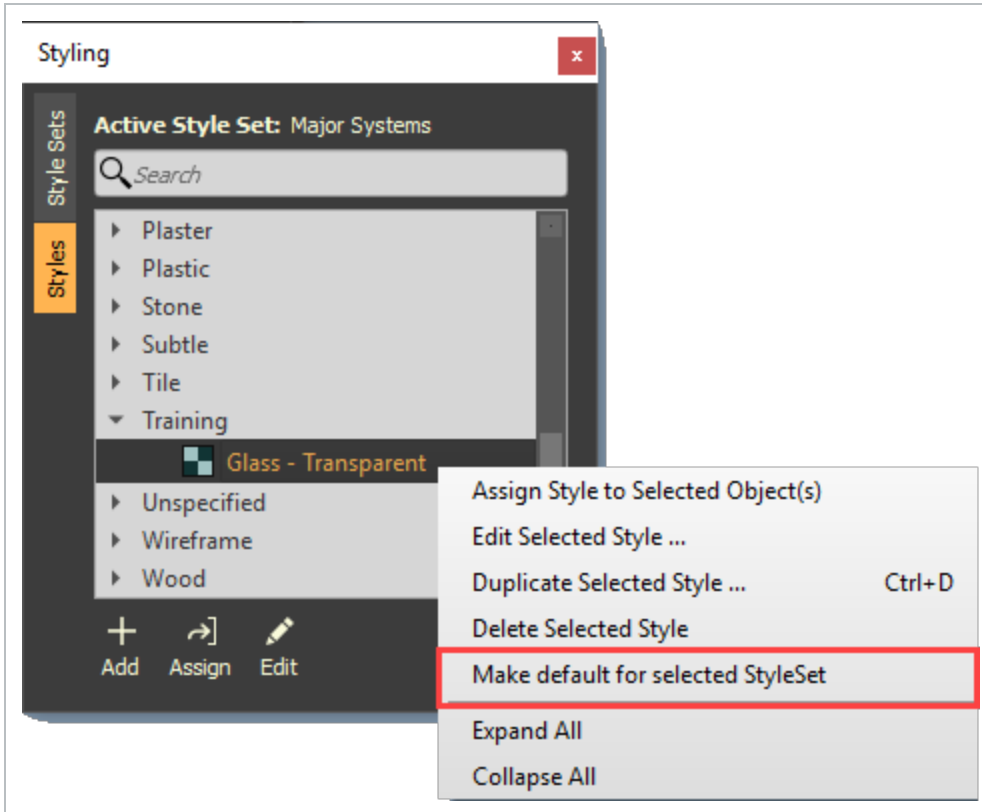 Styling
x
Style Sets
Styles
Active Style Set: Major Systems
Search
Plaster
Plastic
Stone
Subtle
Tile
Training
Glass - Transparent
Unspecified
Wireframe
Wood
Add Assign Edit
Assign Style to Selected Object(s)
Edit Selected Style ...
Duplicate Selected Style ... Ctrl+D
Delete Selected Style
Make default for selected StyleSet
Expand All
Collapse All